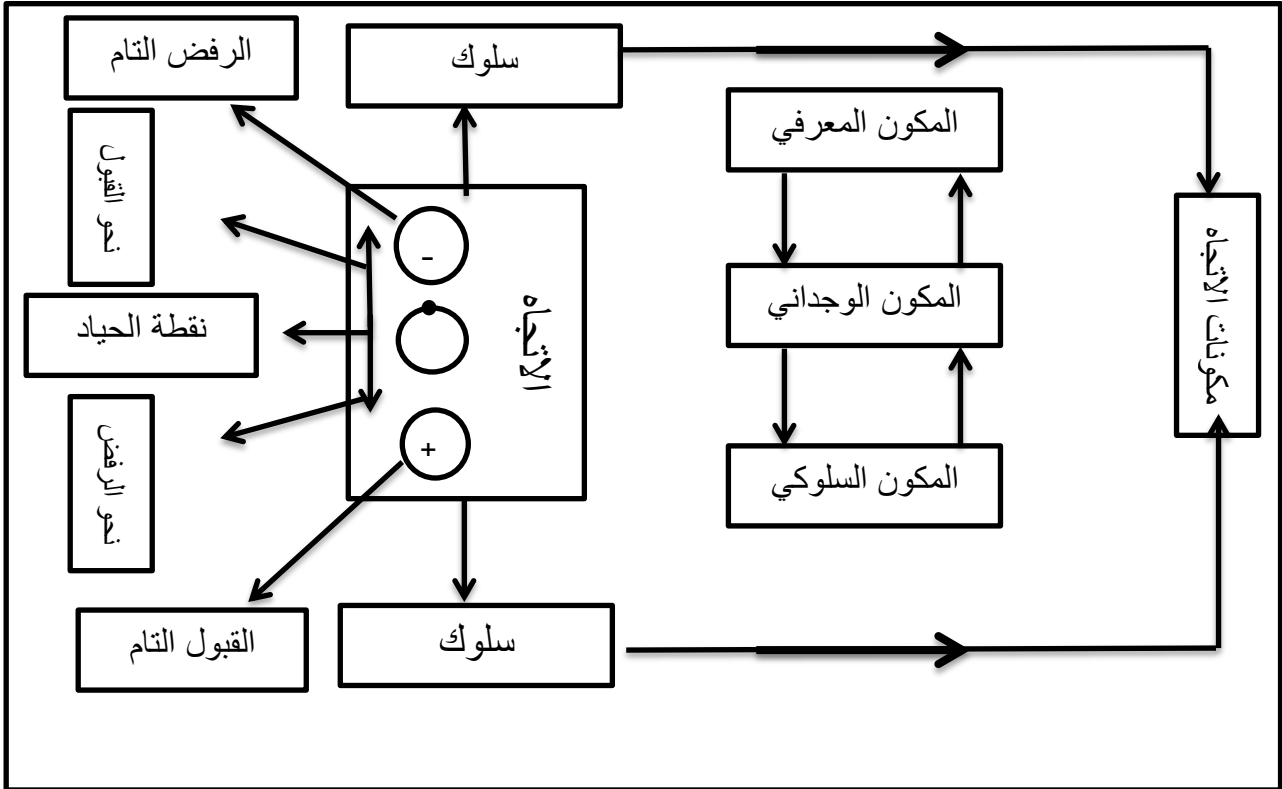 الرفض التام
سلوك
المكون المعرفي
نحو القبول
مكونات الاتجاه
الاتجاه
-
المكون الوجداني
نقطة الحياد
نحو الرفض
+
المكون السلوكي
القبول التام
سلوك